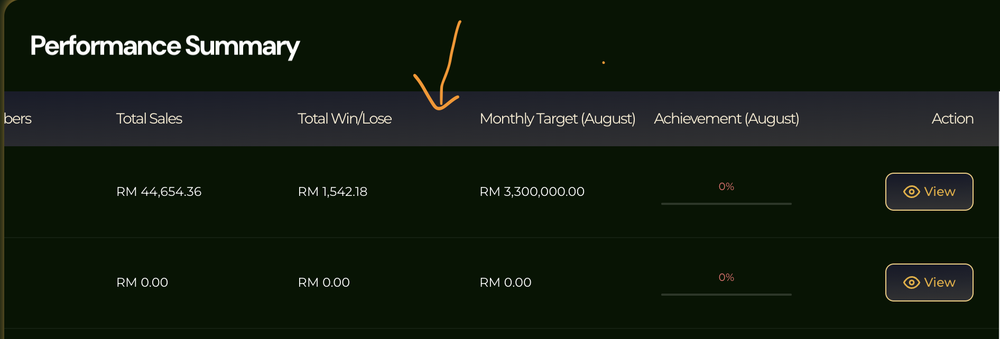 Performance Summary
bers Total Sales Total Win/Lose Monthly Target (August) Achievement (August) Action
RM 44,654.36 RM 1,542.18 RM 3,300,000.00 0% View
RM 0.00 RM 0.00 RM 0.00 0% View